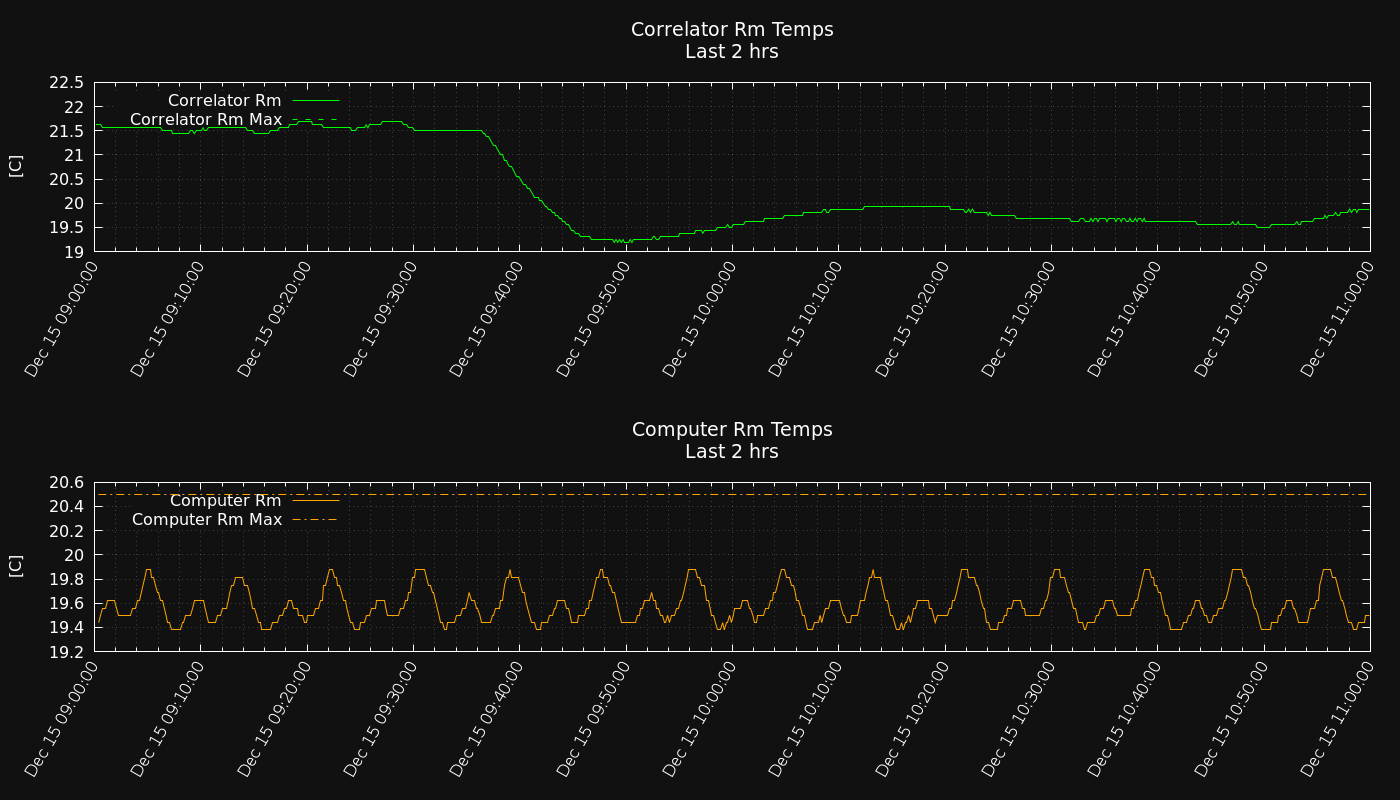 Correlator Rm Temps
Last 2 hrs
22.5
22
21.5
21
20.5
20
19.5
19
[C]
Correlator Rm
Correlator Rm Max
Dec 15 09:00:00
Dec 15 09:10:00
Dec 15 09:20:00
Dec 15 09:30:00
Dec 15 09:40:00
Dec 15 09:50:00
Dec 15 10:00:00
Dec 15 10:10:00
Dec 15 10:20:00
Dec 15 10:30:00
Dec 15 10:40:00
Dec 15 10:50:00
Dec 15 11:00:00
Computer Rm Temps
Last 2 hrs
20.6
20.4
20.2
20
19.8
19.6
19.4
19.2
[C]
Computer Rm
Computer Rm Max
Dec 15 09:00:00
Dec 15 09:10:00
Dec 15 09:20:00
Dec 15 09:30:00
Dec 15 09:40:00
Dec 15 09:50:00
Dec 15 10:00:00
Dec 15 10:10:00
Dec 15 10:20:00
Dec 15 10:30:00
Dec 15 10:40:00
Dec 15 10:50:00
Dec 15 11:00:00